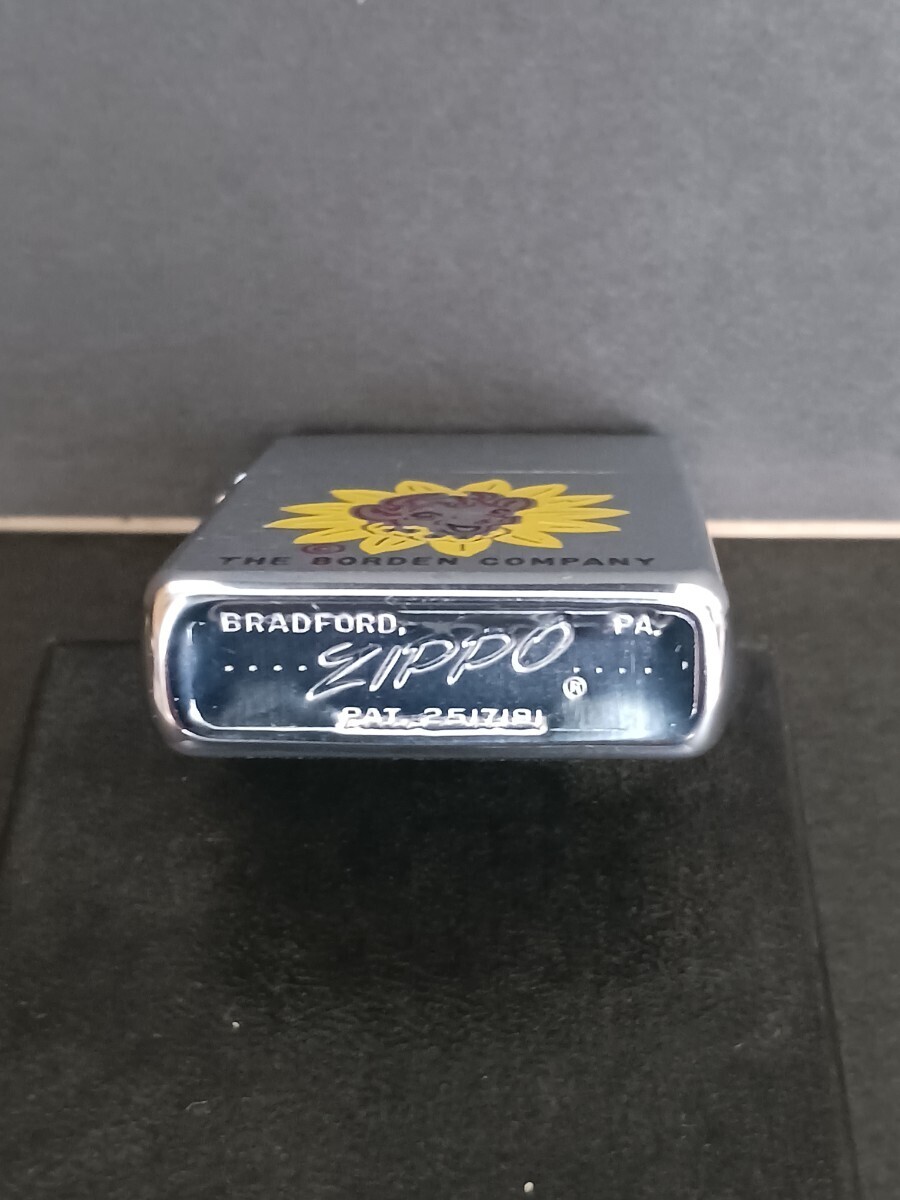 ©
THE BORDEN COMPANY
BRADFORD, PA.
.... ZIPPO ® ....
PAT. 2517191